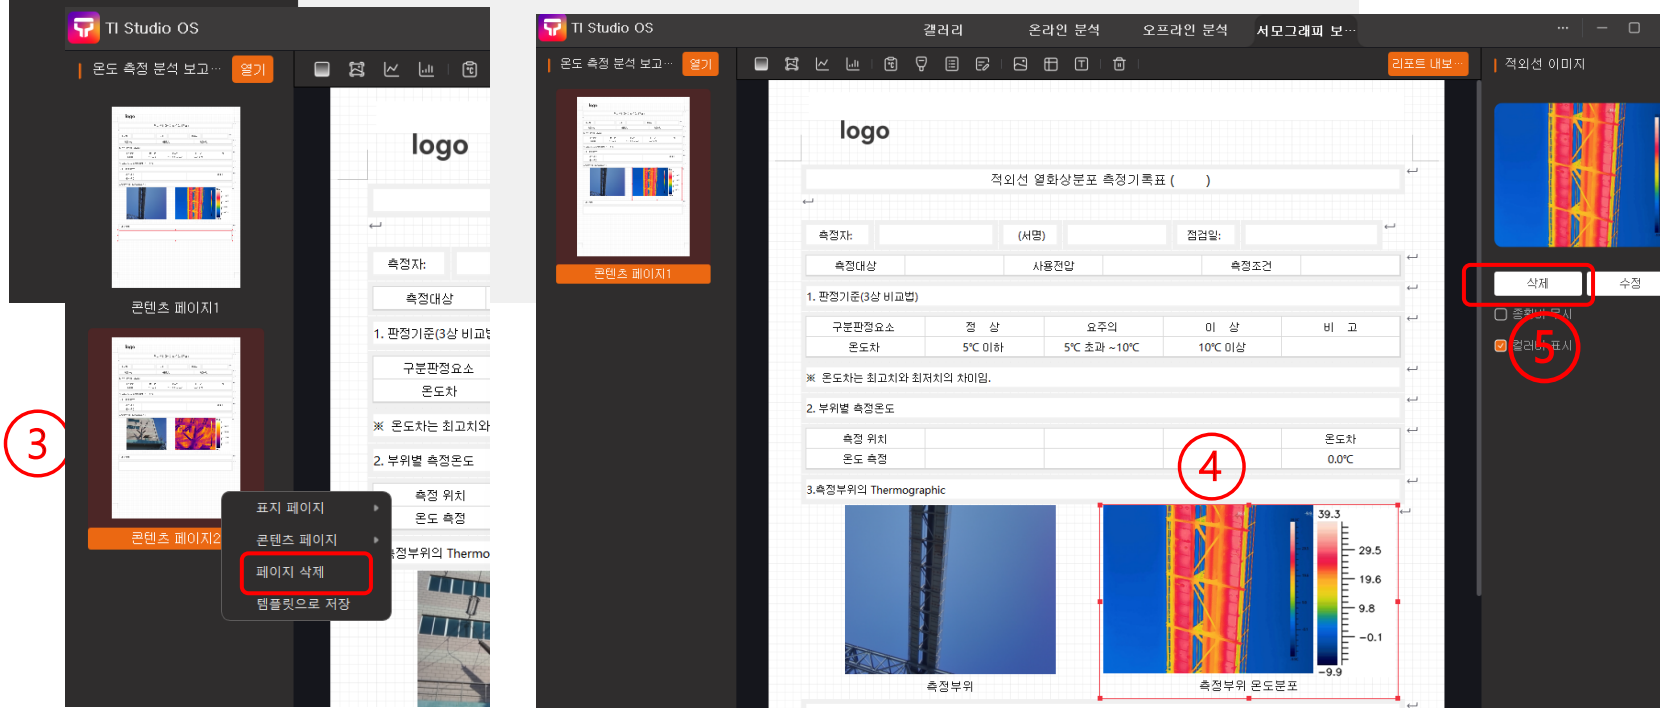 TI Studio OS
온도 측정 분석 보고…
열기
콘텐츠 페이지1
콘텐츠 페이지2
표지 페이지
콘텐츠 페이지
페이지 삭제
템플릿으로 저장
3
logo
측정자:
측정대상
1. 판정기준(3상 비교법
구분판정요소
온도차
※ 온도차는 최고치와
2. 부위별 측정온도
측정 위치
온도 측정
측정부위의 Thermo
TI Studio OS
갤러리
온라인 분석
오프라인 분석
서모그래피 보…
온도 측정 분석 보고…
열기
리포트 내보…
적외선 이미지
콘텐츠 페이지1
logo
적외선 열화상분포 측정기록표 ( )
측정자: (서명) 점검일:
측정대상 사용전압 측정조건
1. 판정기준(3상 비교법)
구분판정요소 정 상 요주의 이 상 비 고
온도차 5℃ 이하 5℃ 초과 ~10℃ 10℃ 이상
※ 온도차는 최고치와 최저치의 차이임.
2. 부위별 측정온도
측정 위치 온도차
온도 측정 0.0℃
4
3.측정부위의 Thermographic
39.3
29.5
19.6
9.8
-0.1
-9.9
측정부위
측정부위 온도분포
삭제
수정
종횡비 무시
컬러바 표시
5